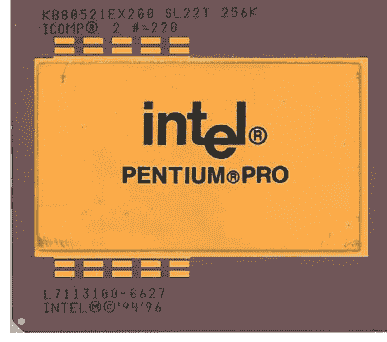 KB80521EX200 SL22T 256K
ICOMP® 2 #=220
intel®
PENTIUM®PRO
L7113100-6627
INTEL Ⓜ©'94'96